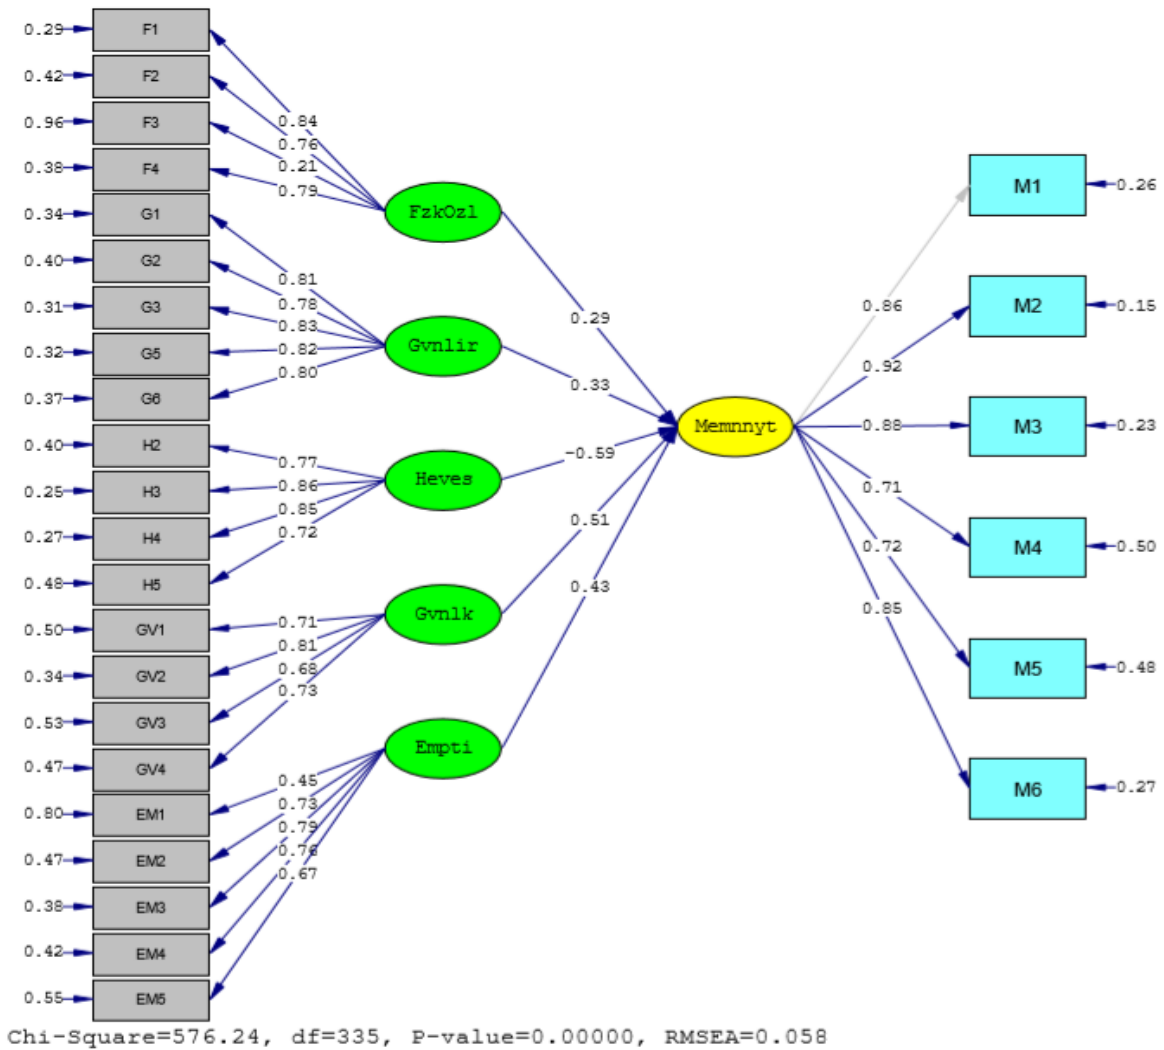 0.29 F1
0.42 F2
0.96 F3
0.38 F4
0.34 G1
0.40 G2
0.31 G3
0.32 G5
0.37 G6
0.40 H2
0.25 H3
0.27 H4
0.48 H5
0.50 GV1
0.34 GV2
0.53 GV3
0.47 GV4
0.80 EM1
0.47 EM2
0.38 EM3
0.42 EM4
0.55 EM5
0.84
0.76
0.21
0.79
0.81
0.78
0.83
0.82
0.80
0.77
0.86
0.85
0.72
0.71
0.81
0.68
0.73
0.45
0.73
0.79
0.76
0.67
FzkOzl
Gvnlir
Heves
Gvnlk
Empti
0.29
0.33
-0.59
0.51
0.43
Memnnyt
0.86
0.92
0.88
0.71
0.72
0.85
M1 0.26
M2 0.15
M3 0.23
M4 0.50
M5 0.48
M6 0.27
Chi-Square=576.24, df=335, P-value=0.00000, RMSEA=0.058